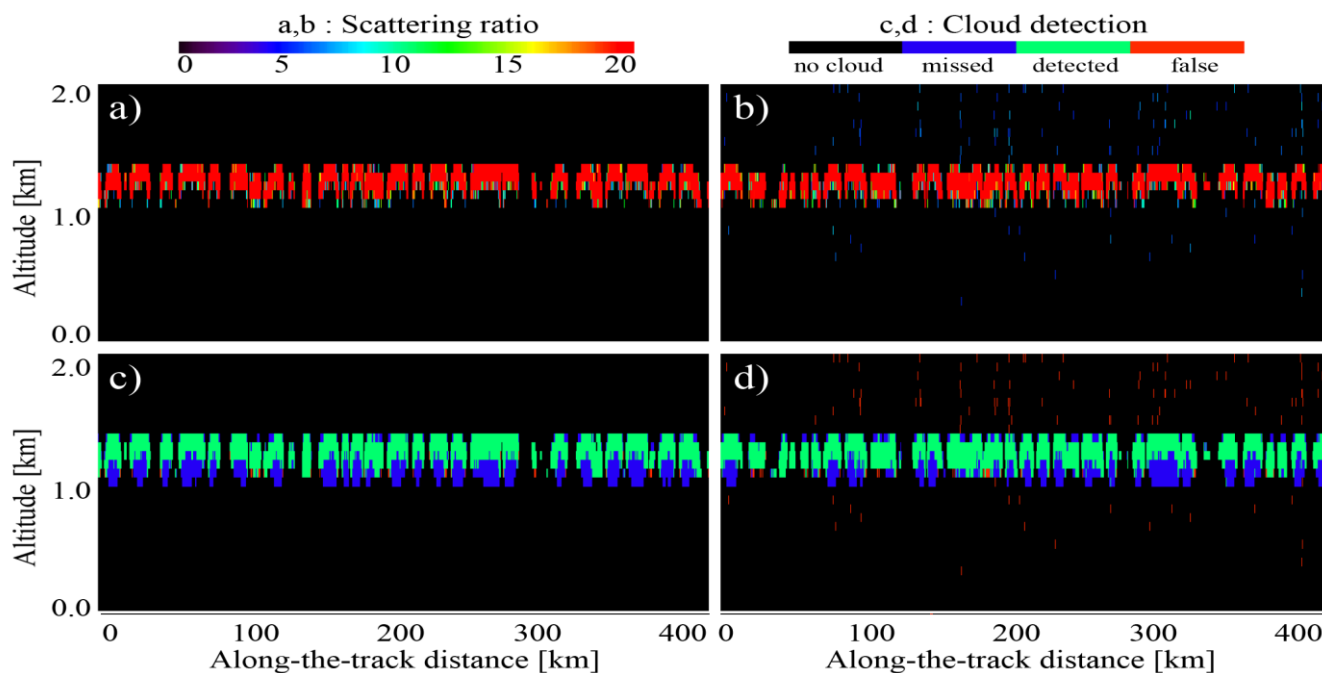 a,b : Scattering ratio
c,d : Cloud detection
0 5 10 15 20
no cloud missed detected false
2.0
a)
b)
Altitude [km]
1.0
0.0
2.0
c)
d)
Altitude [km]
1.0
0.0
0 100 200 300 400
0 100 200 300 400
Along-the-track distance [km]
Along-the-track distance [km]